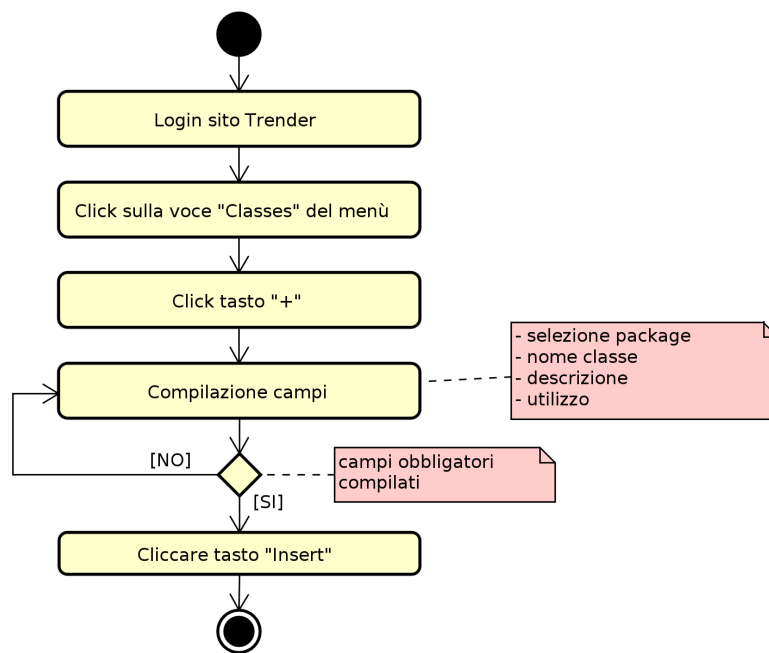 Login sito Trender
Click sulla voce "Classes" del menù
Click tasto "+"
- selezione package
- nome classe
- descrizione
- utilizzo
Compilazione campi
[NO]
campi obbligatori
compilati
[SI]
Cliccare tasto "Insert"